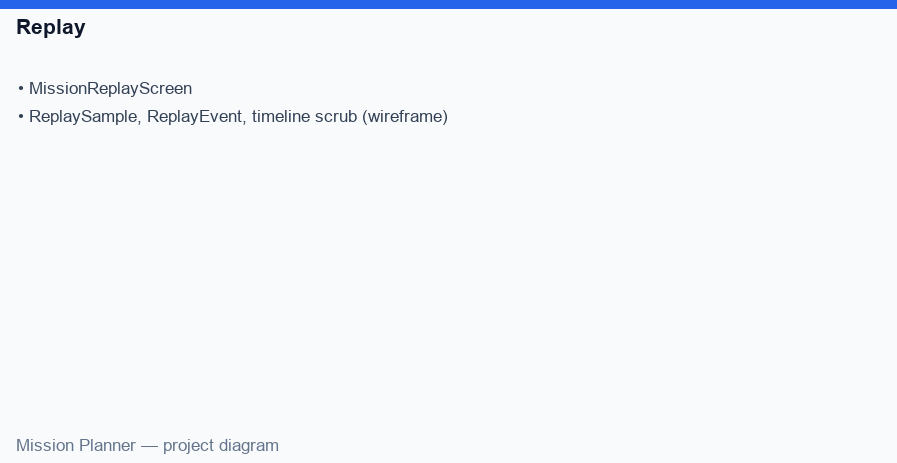 Replay
• MissionReplayScreen
• ReplaySample, ReplayEvent, timeline scrub (wireframe)
Mission Planner — project diagram